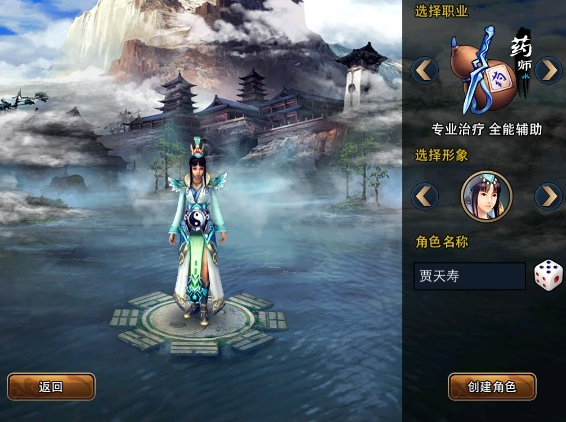 选择职业
药师
专业治疗 全能辅助
选择形象
角色名称
贾天寿
返回
创建角色